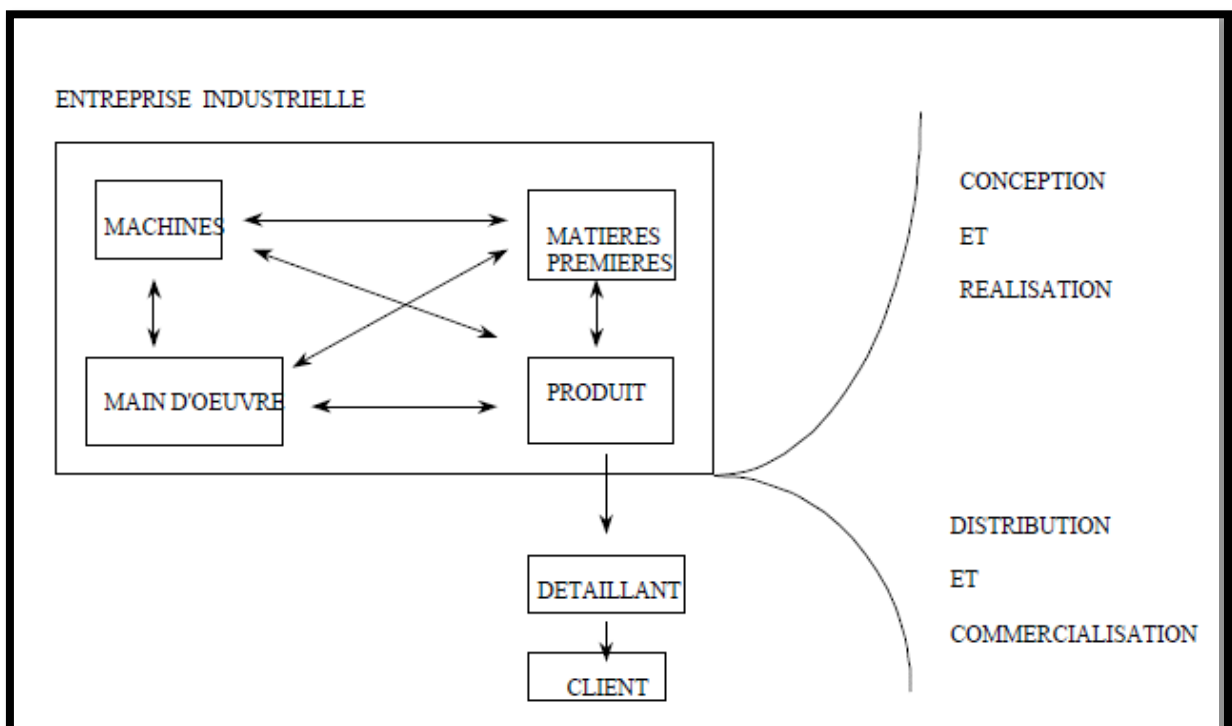 ENTREPRISE INDUSTRIELLE
MACHINES
MATIERES
PREMIERES
MAIN D'OEUVRE
PRODUIT
DETAILLANT
CLIENT
CONCEPTION
ET
REALISATION
DISTRIBUTION
ET
COMMERCIALISATION